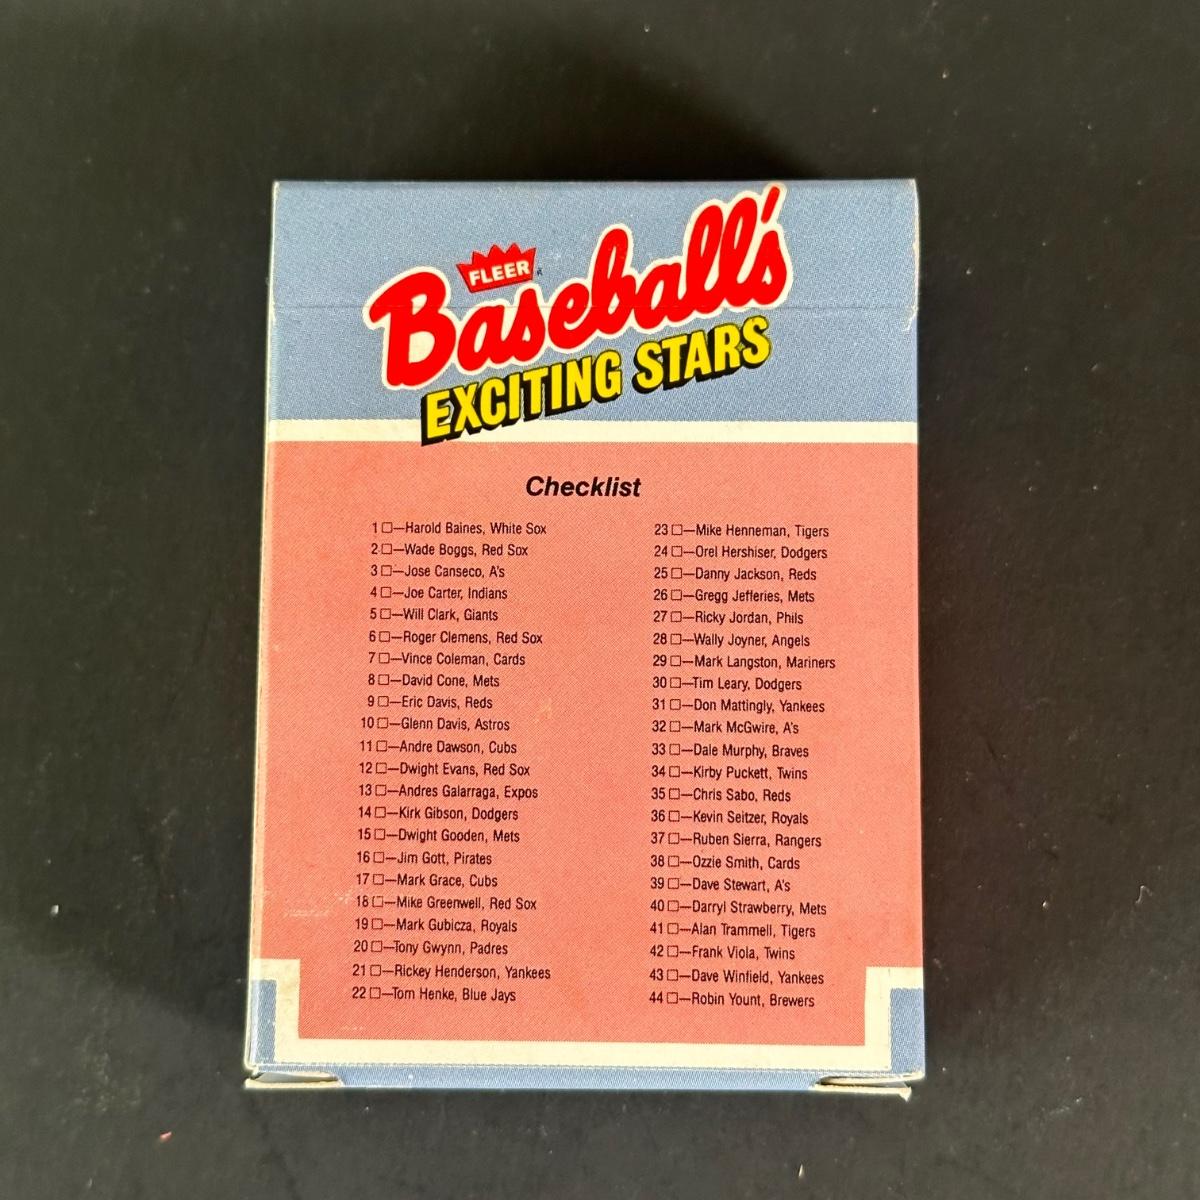 FLEER
Baseball's
EXCITING STARS
Checklist
1 ☐—Harold Baines, White Sox
2 ☐—Wade Boggs, Red Sox
3 ☐—Jose Canseco, A's
4 ☐—Joe Carter, Indians
5 ☐—Will Clark, Giants
6 ☐—Roger Clemens, Red Sox
7 ☐—Vince Coleman, Cards
8 ☐—David Cone, Mets
9 ☐—Eric Davis, Reds
10 ☐—Glenn Davis, Astros
11 ☐—Andre Dawson, Cubs
12 ☐—Dwight Evans, Red Sox
13 ☐—Andres Galarraga, Expos
14 ☐—Kirk Gibson, Dodgers
15 ☐—Dwight Gooden, Mets
16 ☐—Jim Gott, Pirates
17 ☐—Mark Grace, Cubs
18 ☐—Mike Greenwell, Red Sox
19 ☐—Mark Gubicza, Royals
20 ☐—Tony Gwynn, Padres
21 ☐—Rickey Henderson, Yankees
22 ☐—Tom Henke, Blue Jays
23 ☐—Mike Henneman, Tigers
24 ☐—Orel Hershiser, Dodgers
25 ☐—Danny Jackson, Reds
26 ☐—Gregg Jefferies, Mets
27 ☐—Ricky Jordan, Phils
28 ☐—Wally Joyner, Angels
29 ☐—Mark Langston, Mariners
30 ☐—Tim Leary, Dodgers
31 ☐—Don Mattingly, Yankees
32 ☐—Mark McGwire, A's
33 ☐—Dale Murphy, Braves
34 ☐—Kirby Puckett, Twins
35 ☐—Chris Sabo, Reds
36 ☐—Kevin Seitzer, Royals
37 ☐—Ruben Sierra, Rangers
38 ☐—Ozzie Smith, Cards
39 ☐—Dave Stewart, A's
40 ☐—Darryl Strawberry, Mets
41 ☐—Alan Trammell, Tigers
42 ☐—Frank Viola, Twins
43 ☐—Dave Winfield, Yankees
44 ☐—Robin Yount, Brewers